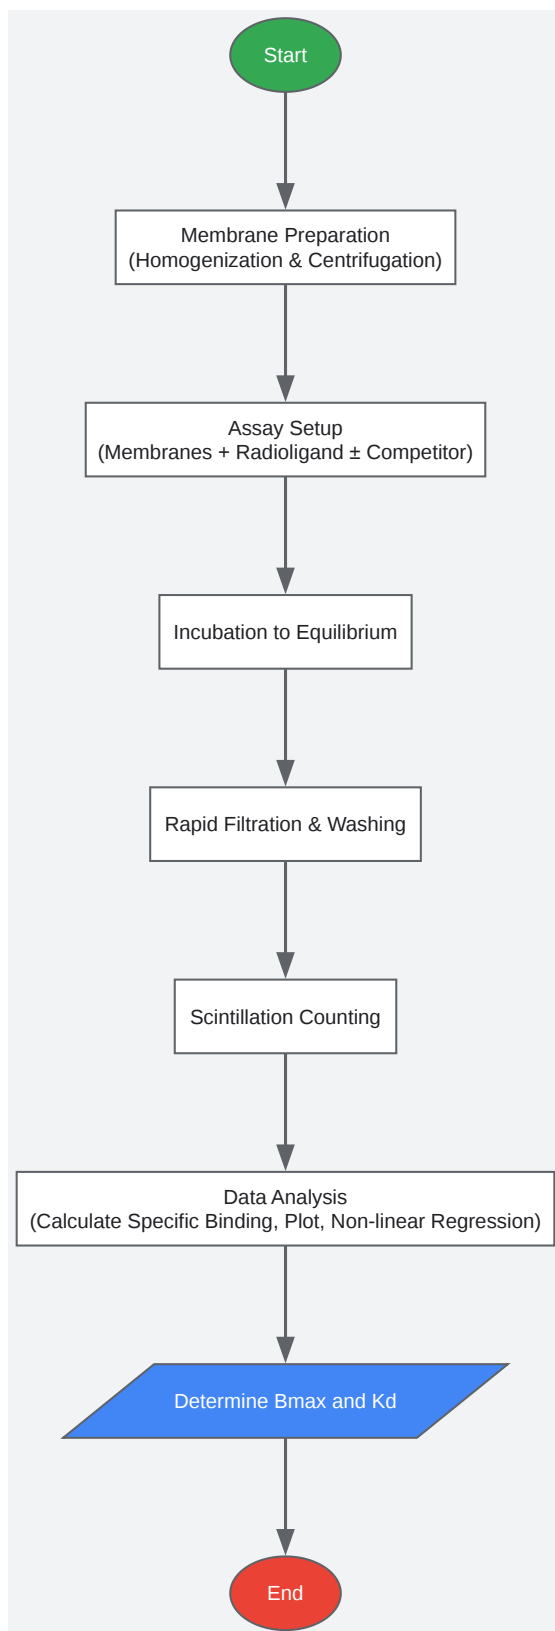 Start
Membrane Preparation
(Homogenization & Centrifugation)
Assay Setup
(Membranes + Radioligand ± Competitor)
Incubation to Equilibrium
Rapid Filtration & Washing
Scintillation Counting
Data Analysis
(Calculate Specific Binding, Plot, Non-linear Regression)
Determine Bmax and Kd
End